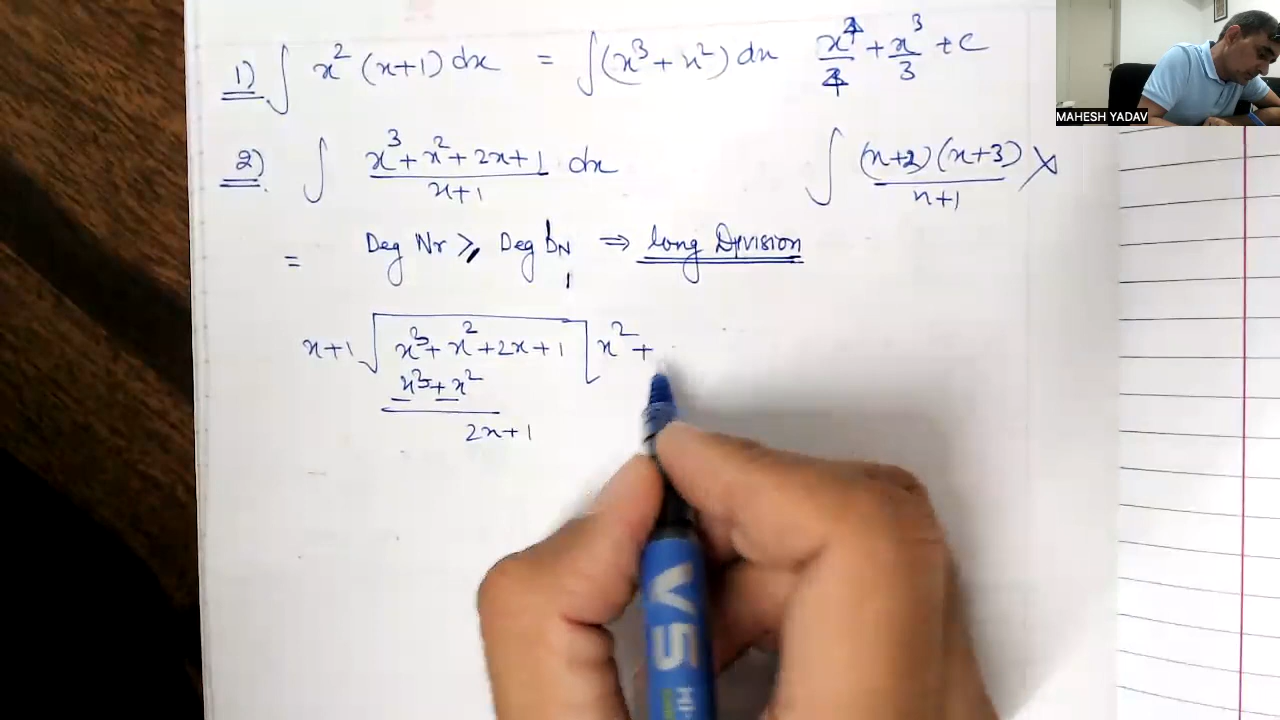 1) ∫ x² (x+1) dx = ∫(x³ + x²) dx x⁴/4 + x³/3 + c
2) ∫ (x³ + x² + 2x + 1)/(x+1) dx ∫ (x+2)(x+3)/(x+1) ×
= Deg Nr ≥ Deg DN ⇒ long Division
x+1 √ x³ + x² + 2x + 1 [ x² +
x³ + x²
2x + 1
MAHESH YADAV
V5